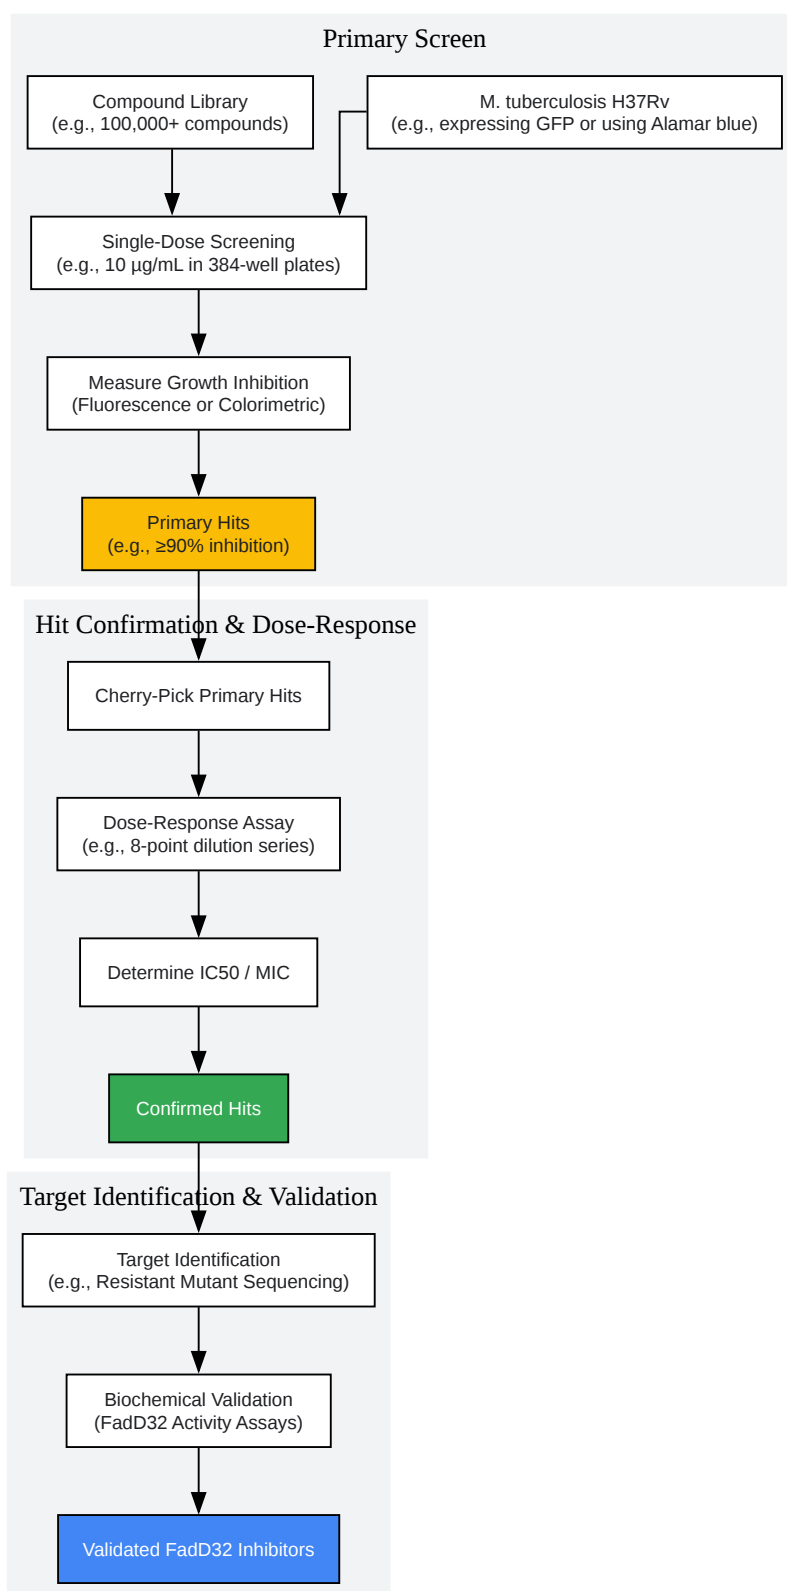 Primary Screen
Compound Library
(e.g., 100,000+ compounds)
M. tuberculosis H37Rv
(e.g., expressing GFP or using Alamar blue)
Single-Dose Screening
(e.g., 10 µg/mL in 384-well plates)
Measure Growth Inhibition
(Fluorescence or Colorimetric)
Primary Hits
(e.g., ≥90% inhibition)
Hit Confirmation & Dose-Response
Cherry-Pick Primary Hits
Dose-Response Assay
(e.g., 8-point dilution series)
Determine IC50 / MIC
Confirmed Hits
Target Identification & Validation
Target Identification
(e.g., Resistant Mutant Sequencing)
Biochemical Validation
(FadD32 Activity Assays)
Validated FadD32 Inhibitors